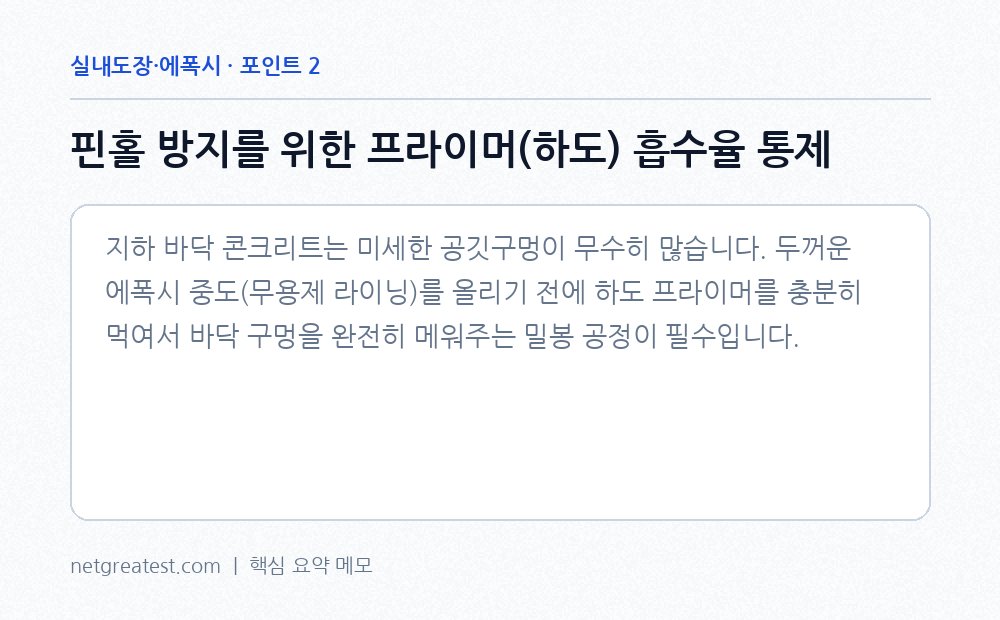 실내도장·에폭시 · 포인트 2
핀홀 방지를 위한 프라이머(하도) 흡수율 통제
지하 바닥 콘크리트는 미세한 공깃구멍이 무수히 많습니다. 두꺼운
에폭시 중도(무용제 라이닝)를 올리기 전에 하도 프라이머를 충분히
먹여서 바닥 구멍을 완전히 메워주는 밀봉 공정이 필수입니다.
netgreatest.com | 핵심 요약 메모